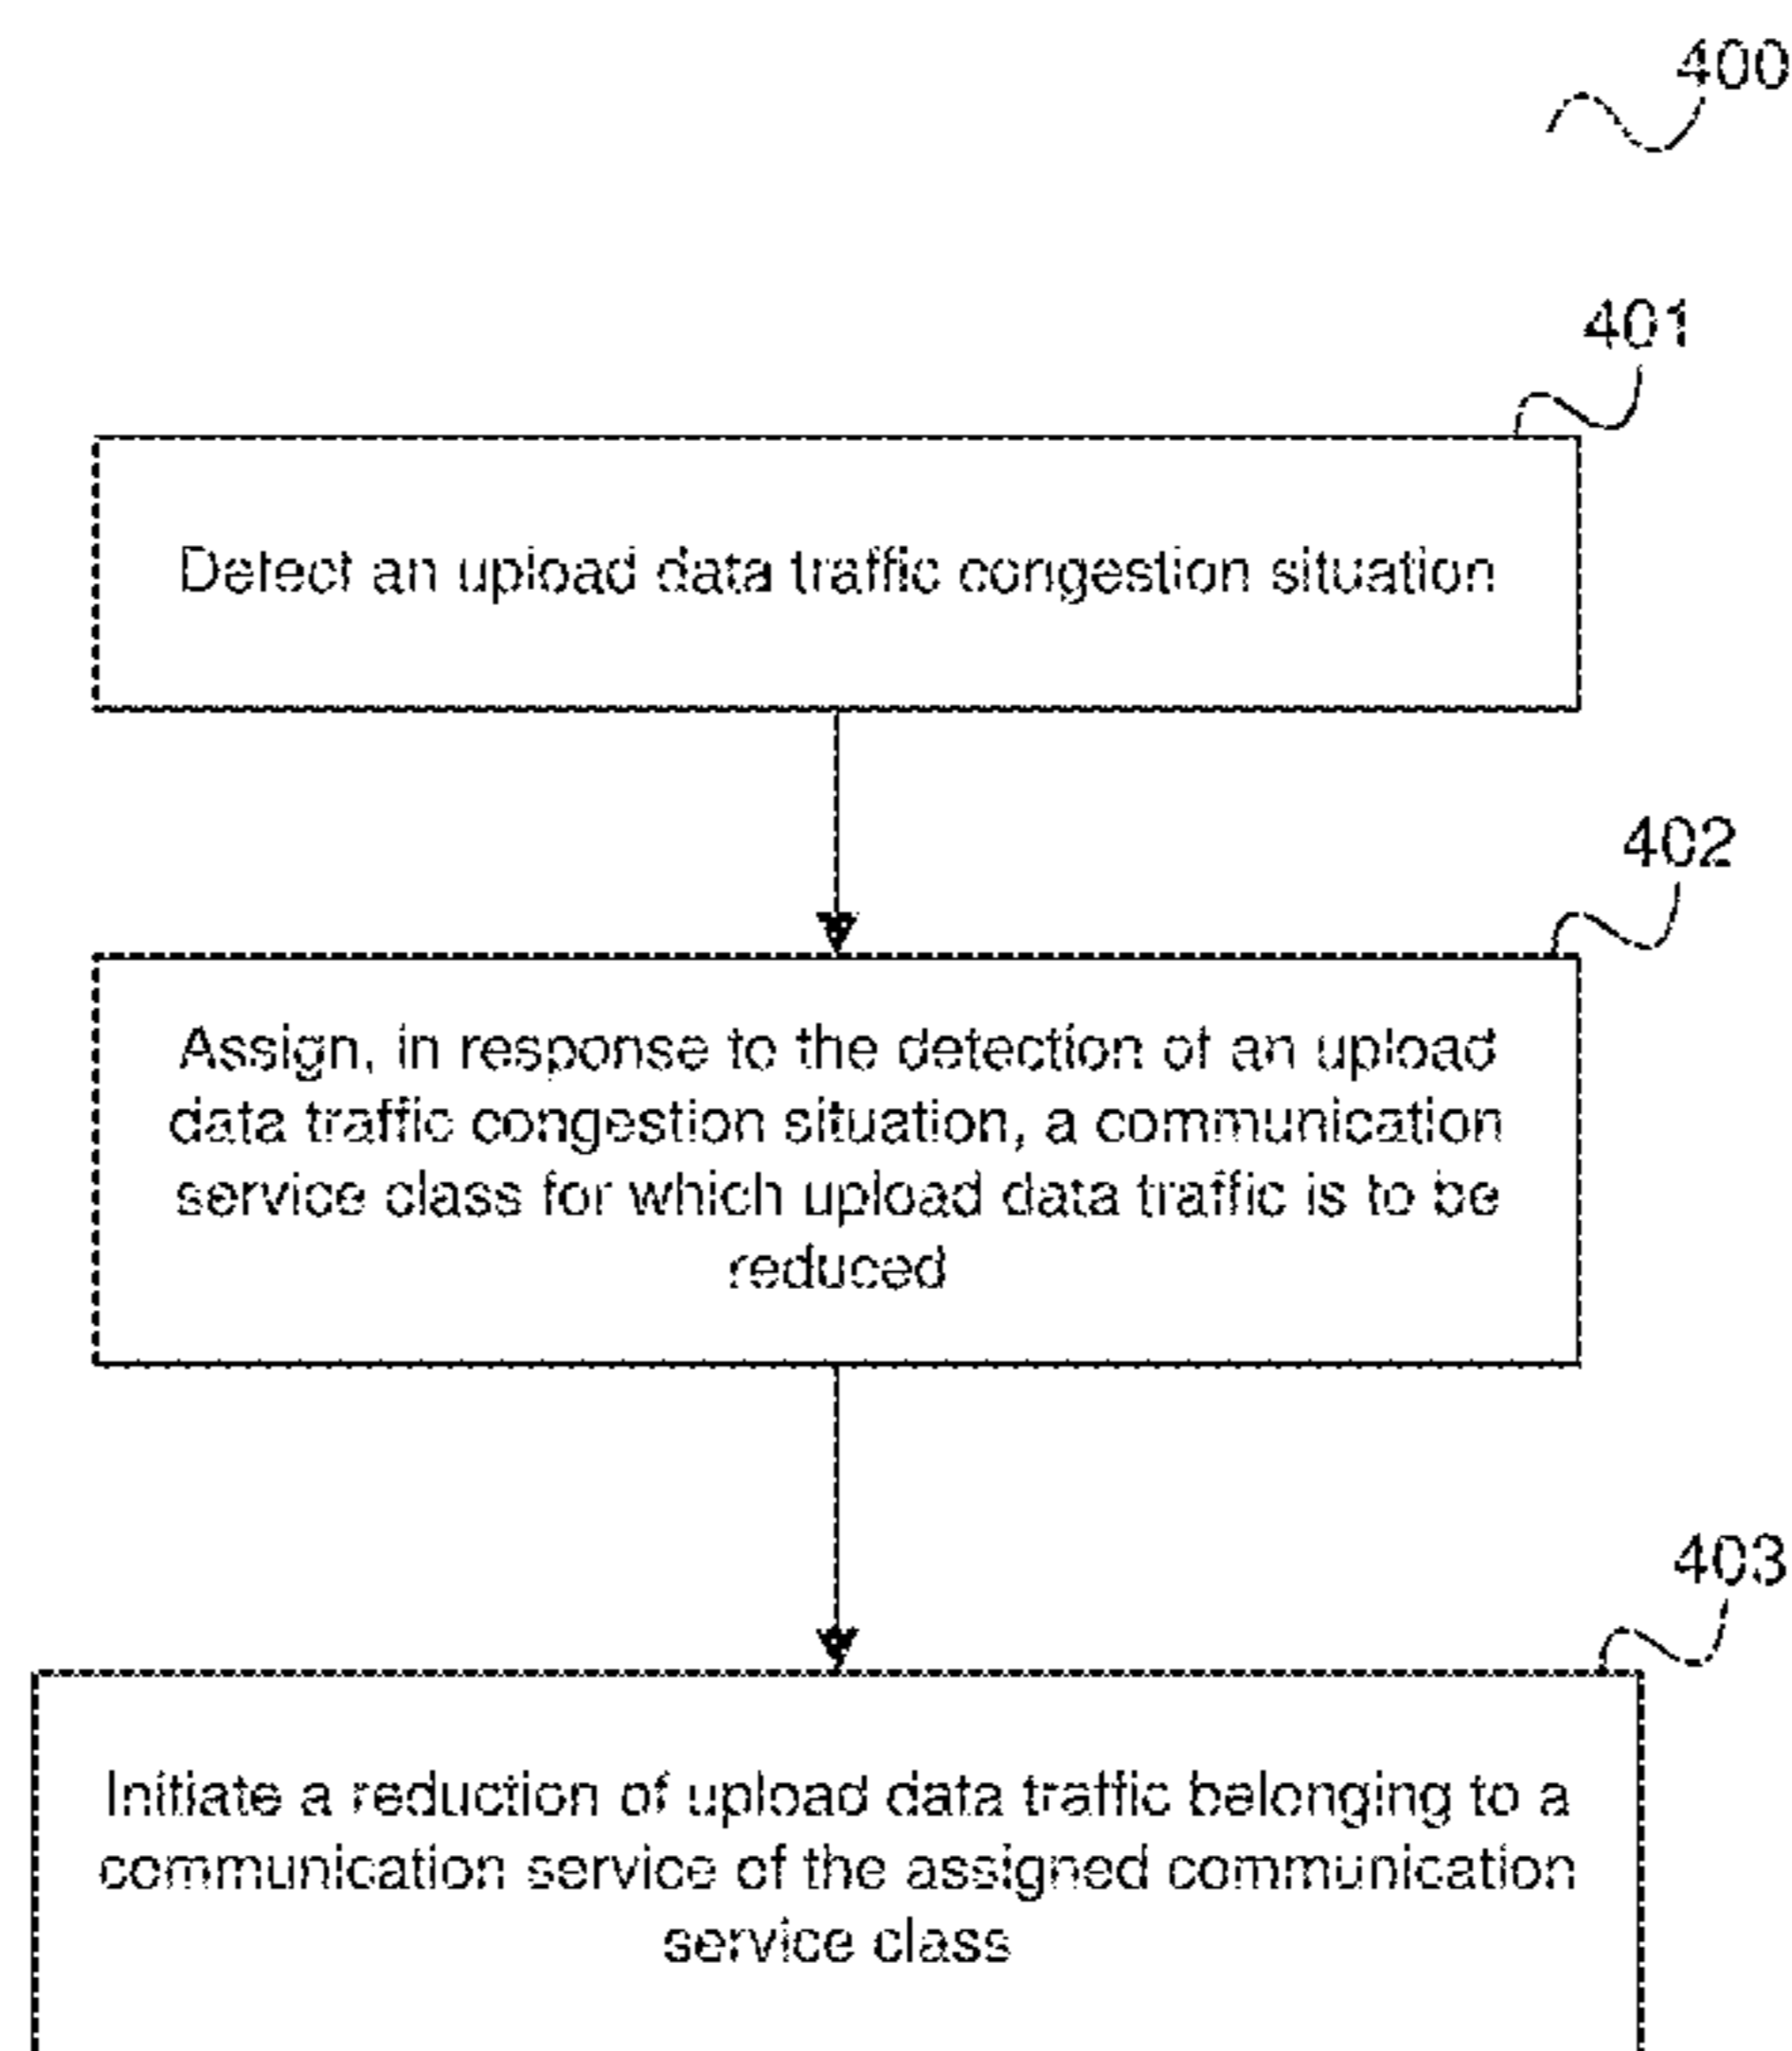 400
401
Detect an upload data traffic congestion situation
402
Assign, in response to the detection of an upload
data traffic congestion situation, a communication
service class for which upload data traffic is to be
reduced
403
Initiate a reduction of upload data traffic belonging to a
communication service of the assigned communication
service class